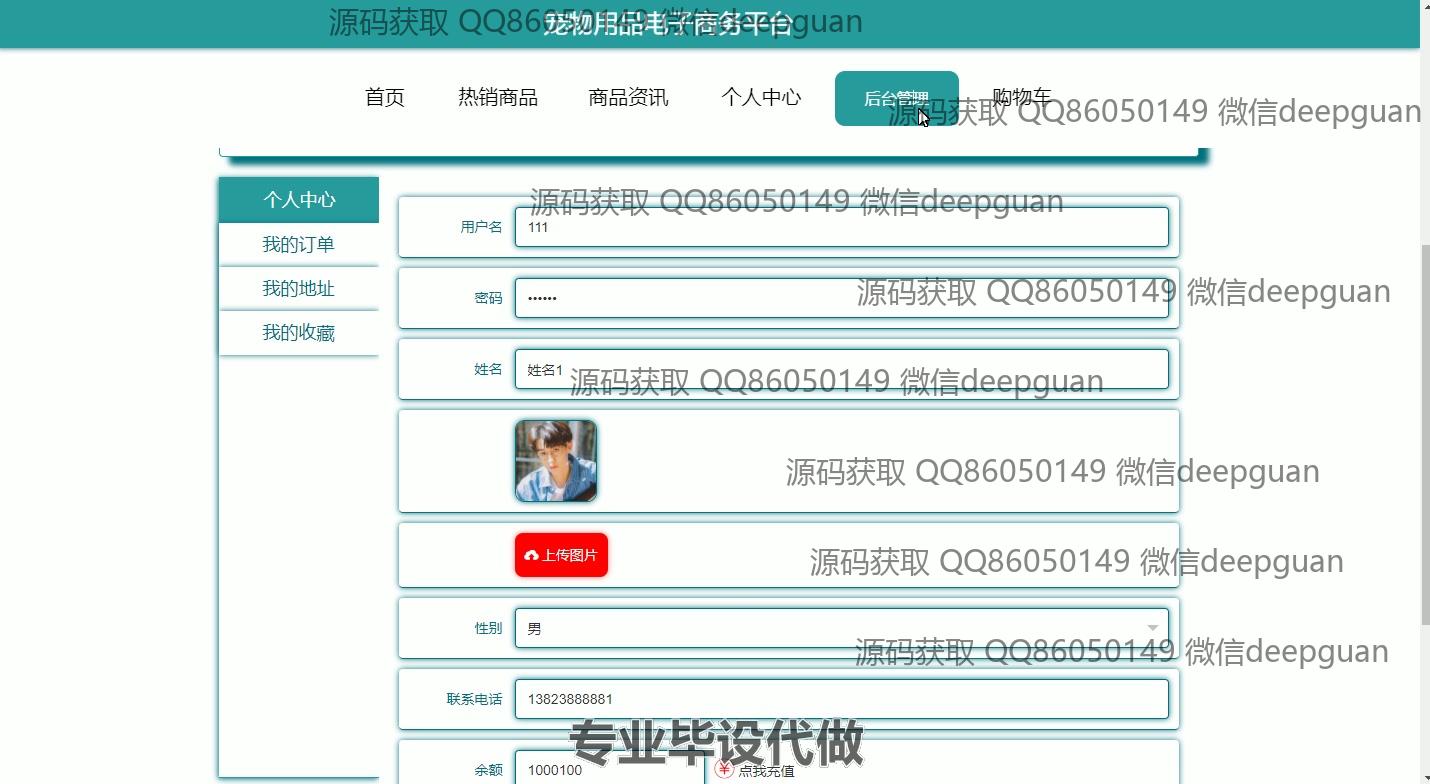 宠物用品电子商务平台
源码获取 QQ86050149 微信deepguan
首页 热销商品 商品资讯 个人中心 后台管理 购物车
源码获取 QQ86050149 微信deepguan
个人中心
我的订单
我的地址
我的收藏
源码获取 QQ86050149 微信deepguan
用户名 111
密码 ••••••
源码获取 QQ86050149 微信deepguan
姓名 姓名1
源码获取 QQ86050149 微信deepguan
源码获取 QQ86050149 微信deepguan
上传图片
源码获取 QQ86050149 微信deepguan
性别 男
源码获取 QQ86050149 微信deepguan
联系电话 13823888881
专业毕设代做
余额 1000100 ¥ 点我充值